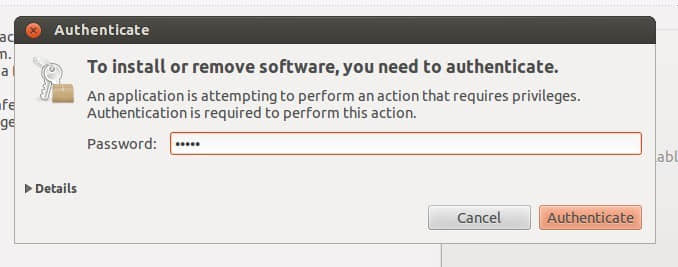 Authenticate
To install or remove software, you need to authenticate.
An application is attempting to perform an action that requires privileges.
Authentication is required to perform this action.
Password: •••••
Details
Cancel
Authenticate